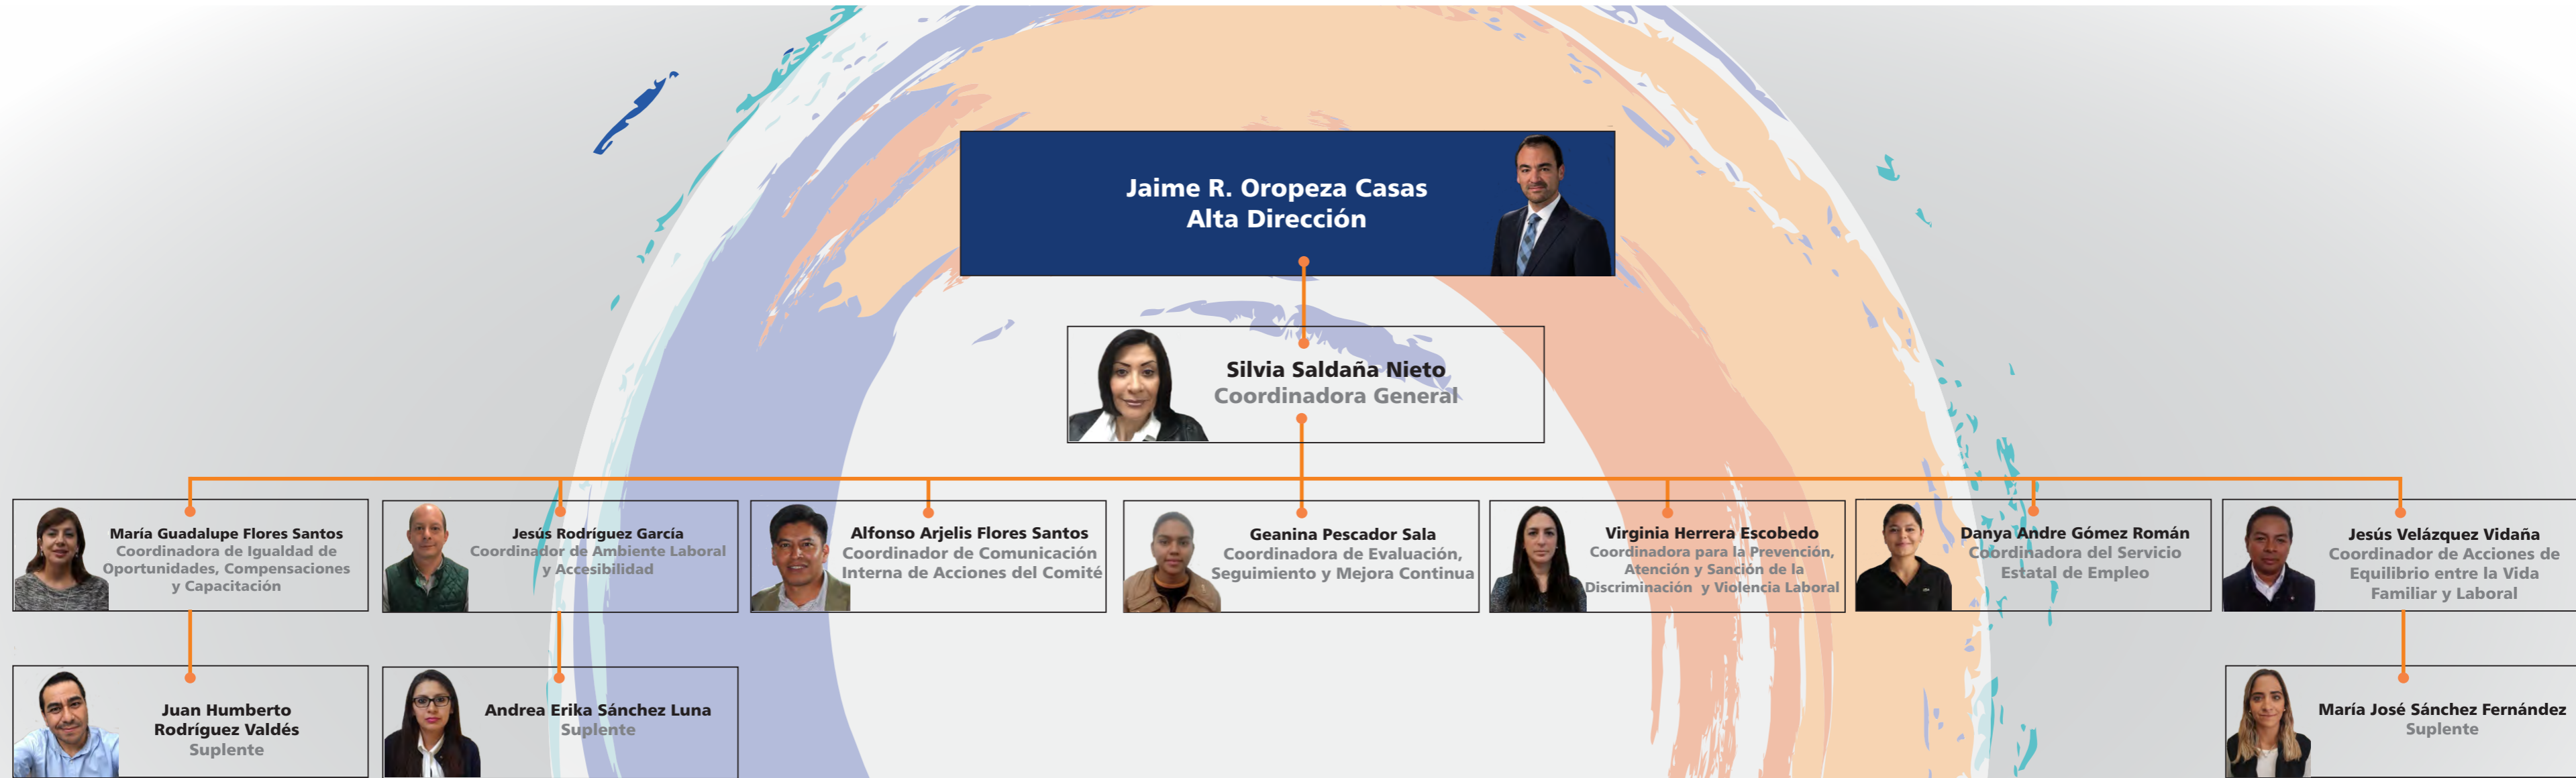 Jaime R. Oropeza Casas
Alta Dirección
Silvia Saldaña Nieto
Coordinadora General
María Guadalupe Flores Santos
Coordinadora de Igualdad de
Oportunidades, Compensaciones
y Capacitación
Jesús Rodríguez García
Coordinador de Ambiente Laboral
y Accesibilidad
Alfonso Arjelis Flores Santos
Coordinador de Comunicación
Interna de Acciones del Comité
Geanina Pescador Sala
Coordinadora de Evaluación,
Seguimiento y Mejora Continua
Virginia Herrera Escobedo
Coordinadora para la Prevención,
Atención y Sanción de la
Discriminación y Violencia Laboral
Danya Andre Gómez Román
Coordinadora del Servicio
Estatal de Empleo
Jesús Velázquez Vidaña
Coordinador de Acciones de
Equilibrio entre la Vida
Familiar y Laboral
Juan Humberto
Rodríguez Valdés
Suplente
Andrea Erika Sánchez Luna
Suplente
María José Sánchez Fernández
Suplente